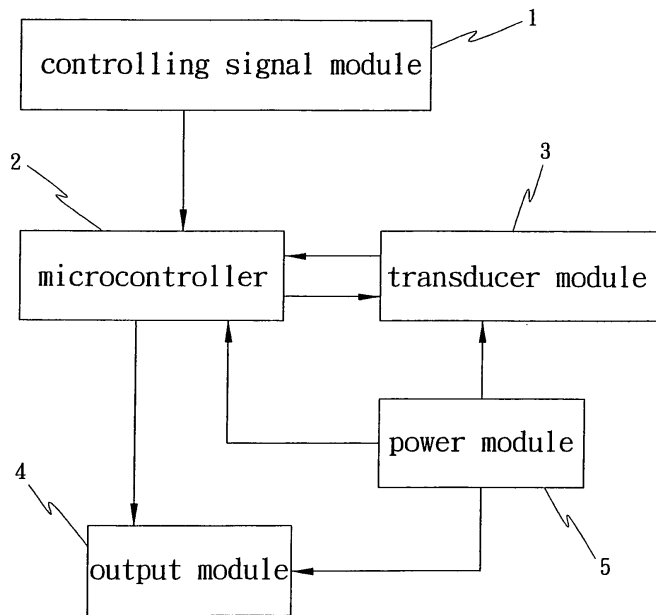 1
controlling signal module
2
3
microcontroller
transducer module
power module
4
5
output module